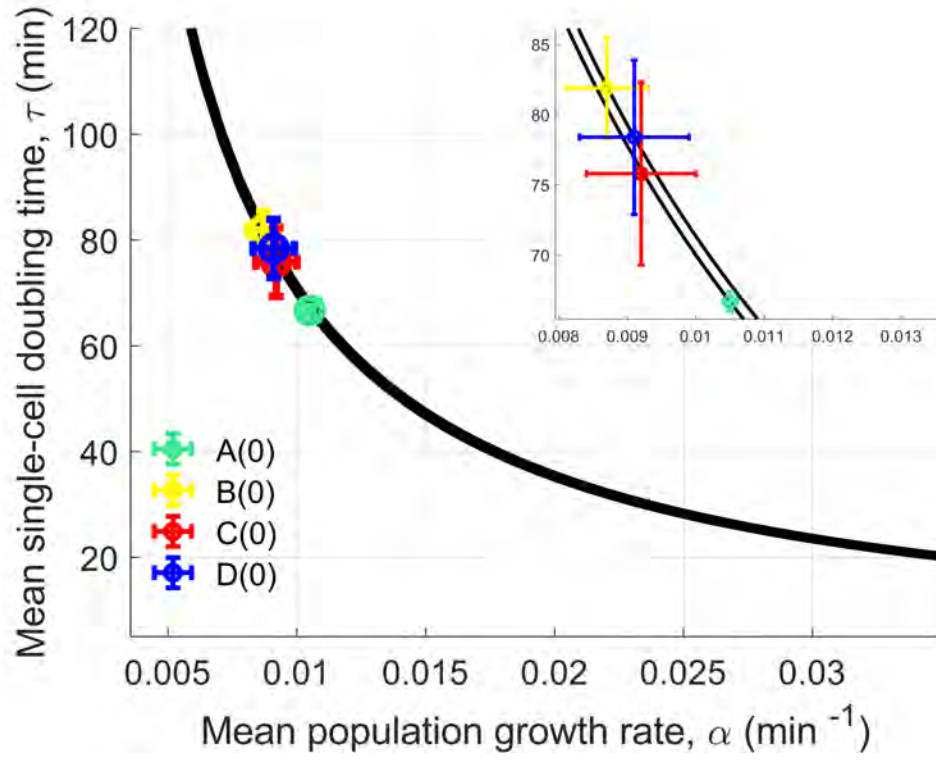 Mean single-cell doubling time, τ (min)
120
100
80
60
40
20
85
80
75
70
0.008 0.009 0.01 0.011 0.012 0.013
A(0)
B(0)
C(0)
D(0)
0.005 0.01 0.015 0.02 0.025 0.03
Mean population growth rate, α (min ⁻¹)